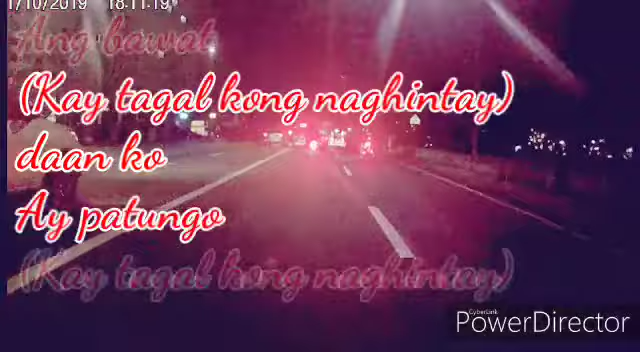 1/10/2019 18:11:19
Ang bawat
(Kay tagal kong naghintay)
daan ko
Ay patungo
(Kay tagal kong naghintay)
CyberLink
PowerDirector